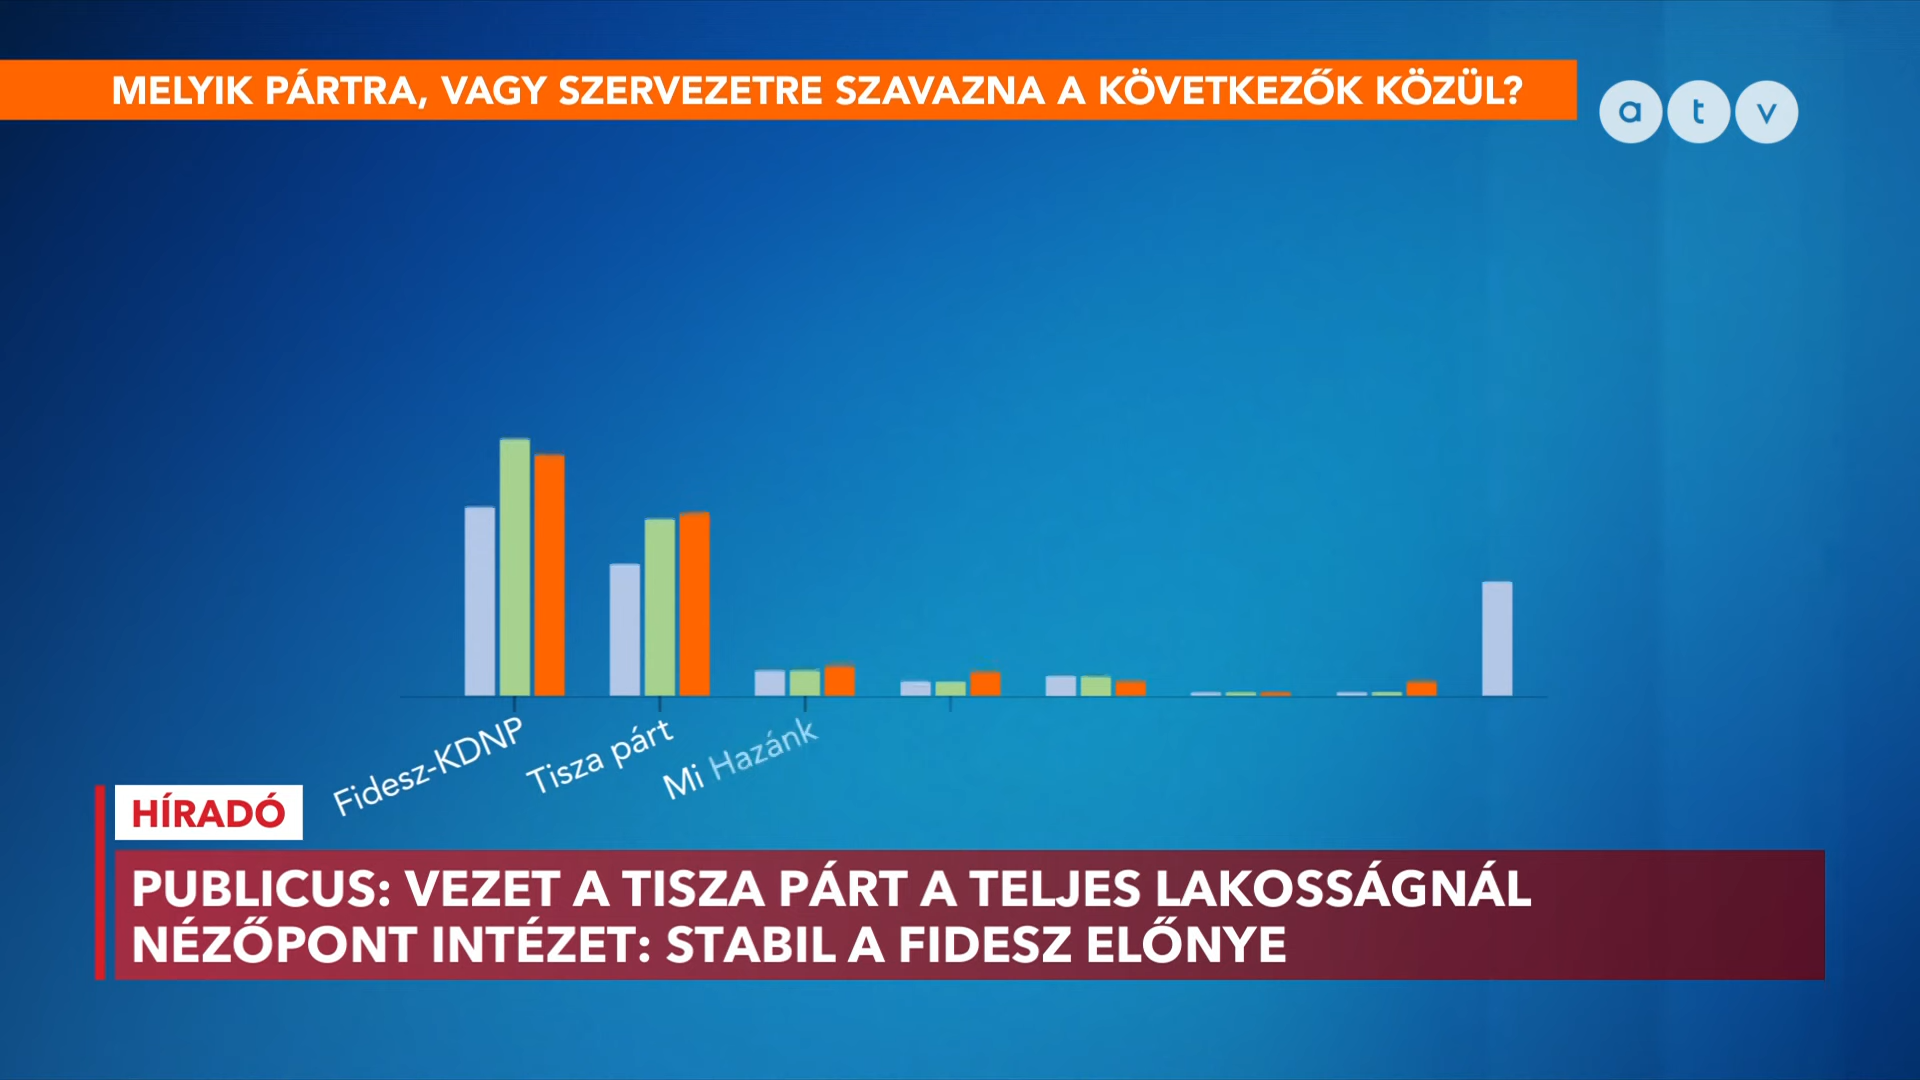 MELYIK PÁRTRA, VAGY SZERVEZETRE SZAVAZNA A KÖVETKEZŐK KÖZÜL?
atv
Fidesz-KDNP
Tisza párt
Mi Hazánk
HÍRADÓ
PUBLICUS: VEZET A TISZA PÁRT A TELJES LAKOSSÁGNÁL
NÉZŐPONT INTÉZET: STABIL A FIDESZ ELŐNYE